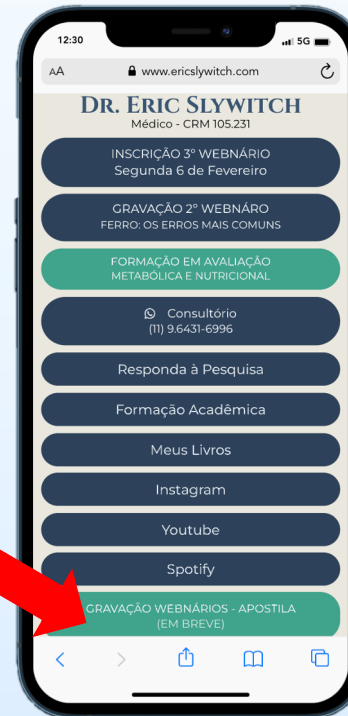 12:30
5G
AA
www.ericslywitch.com
DR. ERIC SLYWITCH
Médico - CRM 105.231
INSCRIÇÃO 3º WEBNÁRIO
Segunda 6 de Fevereiro
GRAVAÇÃO 2º WEBNÁRO
FERRO: OS ERROS MAIS COMUNS
FORMAÇÃO EM AVALIAÇÃO
METABÓLICA E NUTRICIONAL
Consultório
(11) 9.6431-6996
Responda à Pesquisa
Formação Acadêmica
Meus Livros
Instagram
Youtube
Spotify
GRAVAÇÃO WEBNÁRIOS - APOSTILA
(EM BREVE)